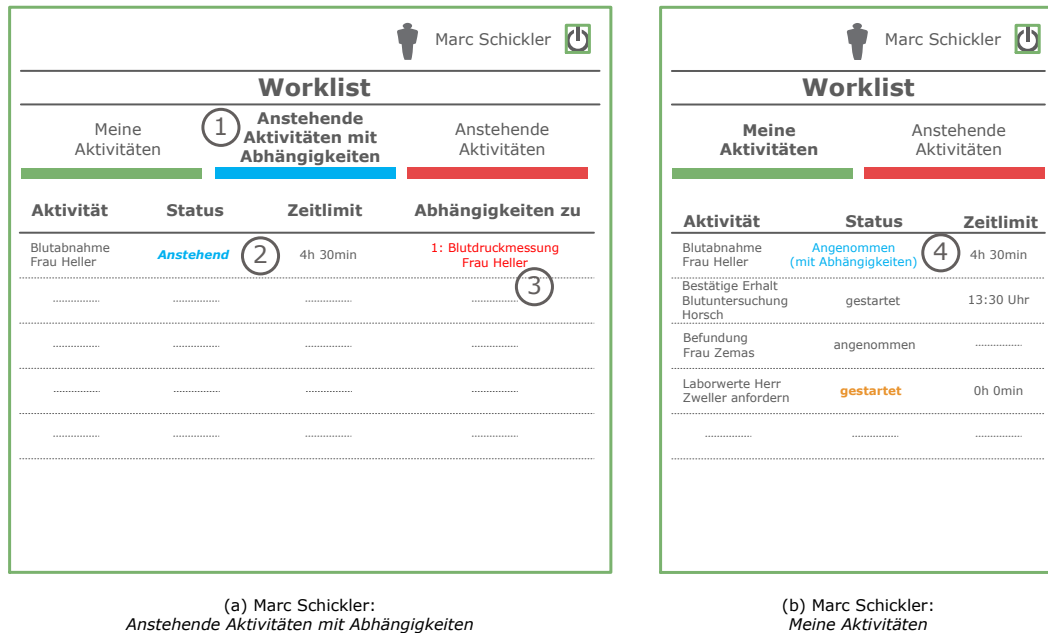 Marc Schickler
Worklist
Meine
Aktivitäten
1
Anstehende
Aktivitäten mit
Abhängigkeiten
Anstehende
Aktivitäten
Aktivität Status Zeitlimit Abhängigkeiten zu
Blutabnahme
Frau Heller
Anstehend
2
4h 30min
1: Blutdruckmessung
Frau Heller
3
(a) Marc Schickler:
Anstehende Aktivitäten mit Abhängigkeiten
Marc Schickler
Worklist
Meine
Aktivitäten
Anstehende
Aktivitäten
Aktivität Status Zeitlimit
Blutabnahme
Frau Heller
Angenommen
(mit Abhängigkeiten)
4
4h 30min
Bestätige Erhalt
Blutuntersuchung
Horsch
gestartet
13:30 Uhr
Befundung
Frau Zemas
angenommen
Laborwerte Herr
Zweller anfordern
gestartet
0h 0min
(b) Marc Schickler:
Meine Aktivitäten